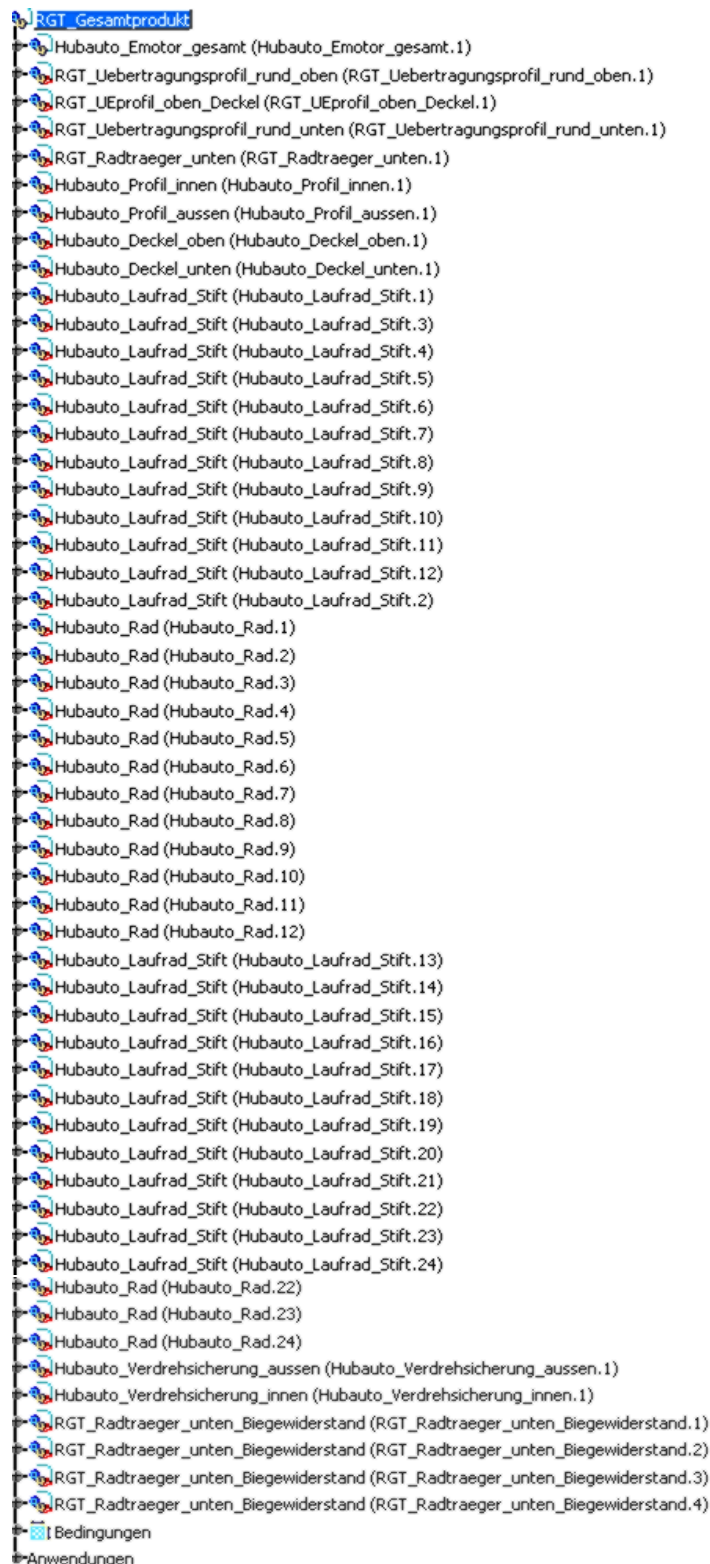 RGT_Gesamtprodukt
Hubauto_Emotor_gesamt (Hubauto_Emotor_gesamt.1)
RGT_Uebertragungsprofil_rund_oben (RGT_Uebertragungsprofil_rund_oben.1)
RGT_UEprofil_oben_Deckel (RGT_UEprofil_oben_Deckel.1)
RGT_Uebertragungsprofil_rund_unten (RGT_Uebertragungsprofil_rund_unten.1)
RGT_Radtraeger_unten (RGT_Radtraeger_unten.1)
Hubauto_Profil_innen (Hubauto_Profil_innen.1)
Hubauto_Profil_aussen (Hubauto_Profil_aussen.1)
Hubauto_Deckel_oben (Hubauto_Deckel_oben.1)
Hubauto_Deckel_unten (Hubauto_Deckel_unten.1)
Hubauto_Laufrad_Stift (Hubauto_Laufrad_Stift.1)
Hubauto_Laufrad_Stift (Hubauto_Laufrad_Stift.3)
Hubauto_Laufrad_Stift (Hubauto_Laufrad_Stift.4)
Hubauto_Laufrad_Stift (Hubauto_Laufrad_Stift.5)
Hubauto_Laufrad_Stift (Hubauto_Laufrad_Stift.6)
Hubauto_Laufrad_Stift (Hubauto_Laufrad_Stift.7)
Hubauto_Laufrad_Stift (Hubauto_Laufrad_Stift.8)
Hubauto_Laufrad_Stift (Hubauto_Laufrad_Stift.9)
Hubauto_Laufrad_Stift (Hubauto_Laufrad_Stift.10)
Hubauto_Laufrad_Stift (Hubauto_Laufrad_Stift.11)
Hubauto_Laufrad_Stift (Hubauto_Laufrad_Stift.12)
Hubauto_Laufrad_Stift (Hubauto_Laufrad_Stift.2)
Hubauto_Rad (Hubauto_Rad.1)
Hubauto_Rad (Hubauto_Rad.2)
Hubauto_Rad (Hubauto_Rad.3)
Hubauto_Rad (Hubauto_Rad.4)
Hubauto_Rad (Hubauto_Rad.5)
Hubauto_Rad (Hubauto_Rad.6)
Hubauto_Rad (Hubauto_Rad.7)
Hubauto_Rad (Hubauto_Rad.8)
Hubauto_Rad (Hubauto_Rad.9)
Hubauto_Rad (Hubauto_Rad.10)
Hubauto_Rad (Hubauto_Rad.11)
Hubauto_Rad (Hubauto_Rad.12)
Hubauto_Laufrad_Stift (Hubauto_Laufrad_Stift.13)
Hubauto_Laufrad_Stift (Hubauto_Laufrad_Stift.14)
Hubauto_Laufrad_Stift (Hubauto_Laufrad_Stift.15)
Hubauto_Laufrad_Stift (Hubauto_Laufrad_Stift.16)
Hubauto_Laufrad_Stift (Hubauto_Laufrad_Stift.17)
Hubauto_Laufrad_Stift (Hubauto_Laufrad_Stift.18)
Hubauto_Laufrad_Stift (Hubauto_Laufrad_Stift.19)
Hubauto_Laufrad_Stift (Hubauto_Laufrad_Stift.20)
Hubauto_Laufrad_Stift (Hubauto_Laufrad_Stift.21)
Hubauto_Laufrad_Stift (Hubauto_Laufrad_Stift.22)
Hubauto_Laufrad_Stift (Hubauto_Laufrad_Stift.23)
Hubauto_Laufrad_Stift (Hubauto_Laufrad_Stift.24)
Hubauto_Rad (Hubauto_Rad.22)
Hubauto_Rad (Hubauto_Rad.23)
Hubauto_Rad (Hubauto_Rad.24)
Hubauto_Verdrehsicherung_aussen (Hubauto_Verdrehsicherung_aussen.1)
Hubauto_Verdrehsicherung_innen (Hubauto_Verdrehsicherung_innen.1)
RGT_Radtraeger_unten_Biegewiderstand (RGT_Radtraeger_unten_Biegewiderstand.1)
RGT_Radtraeger_unten_Biegewiderstand (RGT_Radtraeger_unten_Biegewiderstand.2)
RGT_Radtraeger_unten_Biegewiderstand (RGT_Radtraeger_unten_Biegewiderstand.3)
RGT_Radtraeger_unten_Biegewiderstand (RGT_Radtraeger_unten_Biegewiderstand.4)
Bedingungen
Anwendungen